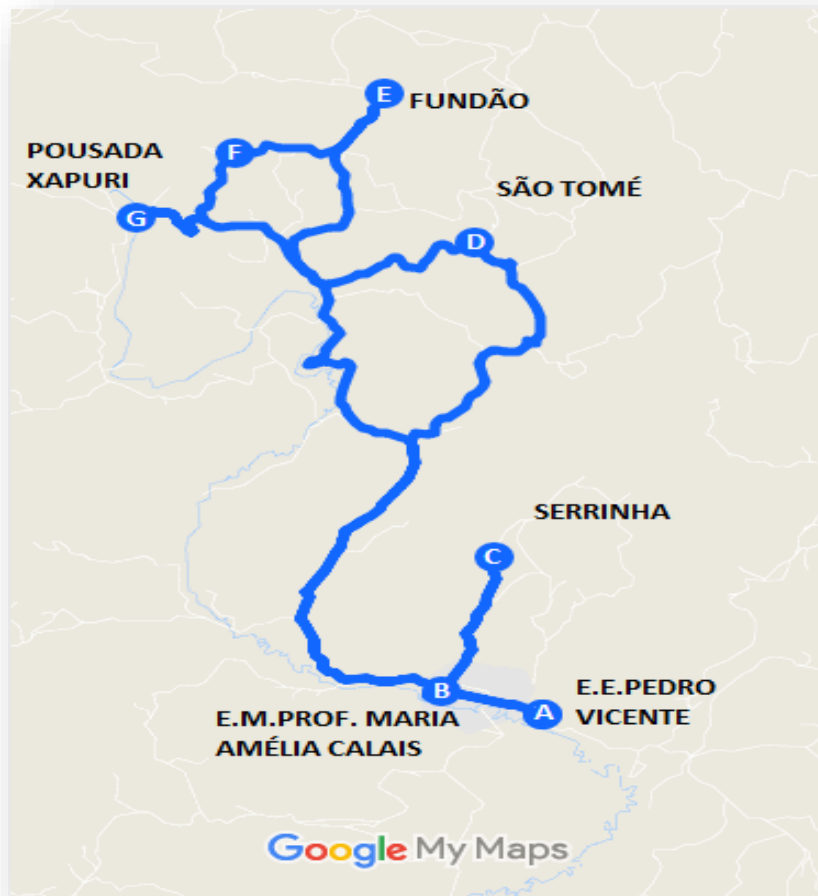 E
FUNDÃO
POUSADA
XAPURI
F
SÃO TOMÉ
G
D
SERRINHA
C
B
A
E.E.PEDRO
VICENTE
E.M.PROF. MARIA
AMÉLIA CALAIS
Google My Maps